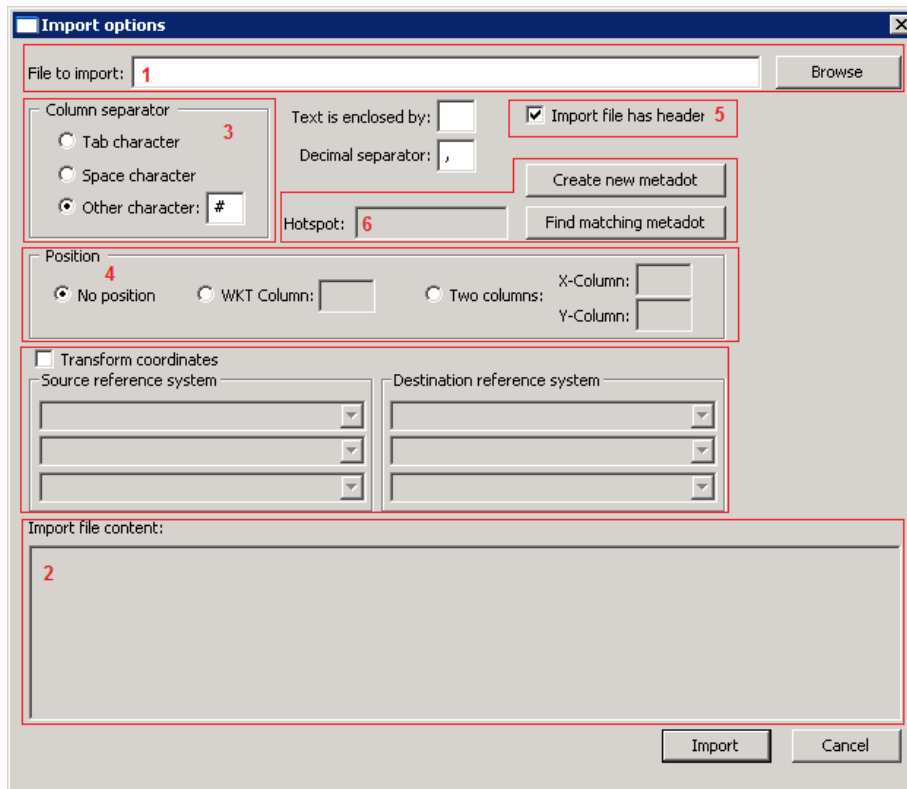 Import options
File to import: 1 Browse
Column separator 3
Tab character
Space character
Other character: #
Text is enclosed by:
Decimal separator: ,
Import file has header 5
Create new metadot
Hotspot: 6 Find matching metadot
Position
4
No position WKT Column: Two columns: X-Column:
Y-Column:
Transform coordinates
Source reference system Destination reference system
Import file content:
2
Import Cancel